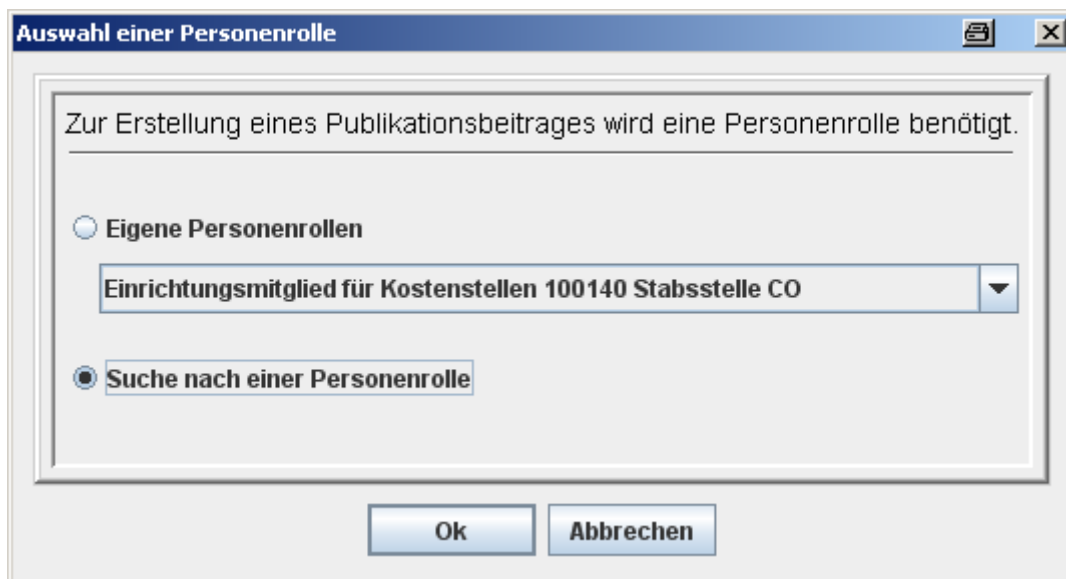 Auswahl einer Personenrolle
Zur Erstellung eines Publikationsbeitrages wird eine Personenrolle benötigt.
Eigene Personenrollen
Einrichtungsmitglied für Kostenstellen 100140 Stabsstelle CO
Suche nach einer Personenrolle
Ok Abbrechen